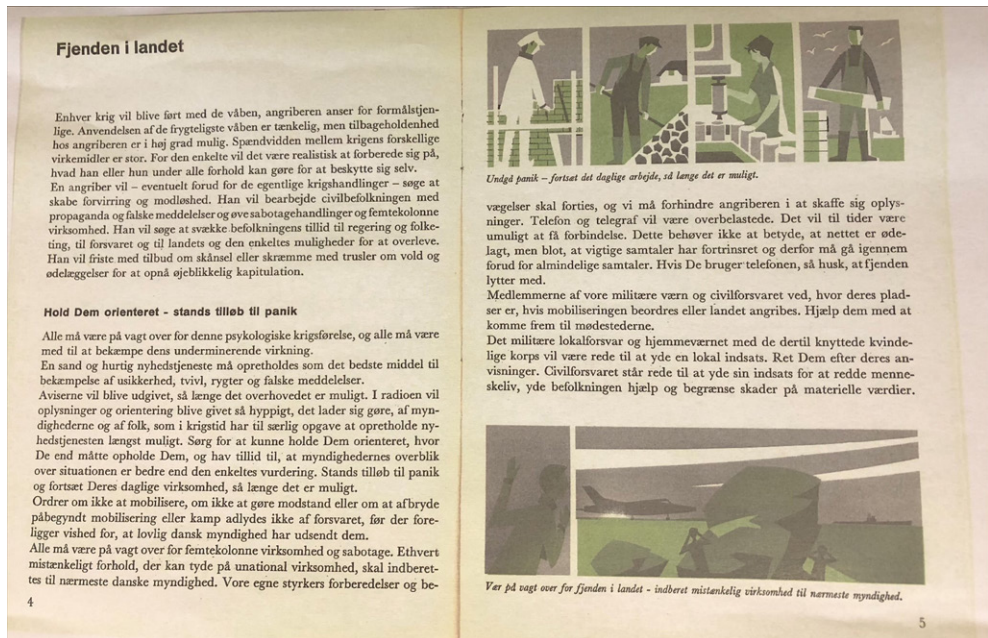 Fjenden i landet
Enhver krig vil blive ført med de våben, angriberen anser for formålstjen-
lige. Anvendelsen af de frygteligste våben er tænkelig, men tilbageholdenhed
hos angriberen er i høj grad mulig. Spændvidden mellem krigens forskellige
virkemidler er stor. For den enkelte vil det være realistisk at forberede sig på,
hvad han eller hun under alle forhold kan gøre for at beskytte sig selv.
En angriber vil – eventuelt forud for de egentlige krigshandlinger – søge at
skabe forvirring og modløshed. Han vil bearbejde civilbefolkningen med
propaganda og falske meddelelser og øve sabotagehandlinger og femtekolonne
virksomhed. Han vil søge at svække befolkningens tillid til regering og folke-
ting, til forsvaret og til landets og den enkeltes muligheder for at overleve.
Han vil friste med tilbud om skånsel eller skræmme med trusler om vold og
ødelæggelser for at opnå øjeblikkelig kapitulation.
Hold Dem orienteret - stands tilløb til panik
Alle må være på vagt over for denne psykologiske krigsførelse, og alle må være
med til at bekæmpe dens underminerende virkning.
En sand og hurtig nyhedstjeneste må opretholdes som det bedste middel til
bekæmpelse af usikkerhed, tvivl, rygter og falske meddelelser.
Aviserne vil blive udgivet, så længe det overhovedet er muligt. I radioen vil
oplysninger og orientering blive givet så hyppigt, det lader sig gøre, af myn-
dighederne og af folk, som i krigstid har til særlig opgave at opretholde ny-
hedstjenesten længst muligt. Sørg for at kunne holde Dem orienteret, hvor
De end måtte opholde Dem, og hav tillid til, at myndighedernes overblik
over situationen er bedre end den enkeltes vurdering. Stands tilløb til panik
og fortsæt Deres daglige virksomhed, så længe det er muligt.
Ordrer om ikke at mobilisere, om ikke at gøre modstand eller om at afbryde
påbegyndt mobilisering eller kamp adlydes ikke af forsvaret, før der fore-
ligger vished for, at lovlig dansk myndighed har udsendt dem.
Alle må være på vagt over for femtekolonne virksomhed og sabotage. Ethvert
mistænkeligt forhold, der kan tyde på unational virksomhed, skal indberet-
tes til nærmeste danske myndighed. Vore egne styrkers forberedelser og be-
4
Undgå panik – fortsæt det daglige arbejde, så længe det er muligt.
vægelser skal forties, og vi må forhindre angriberen i at skaffe sig oplys-
ninger. Telefon og telegraf vil være overbelastede. Det vil til tider være
umuligt at få forbindelse. Dette behøver ikke at betyde, at nettet er øde-
lagt, men blot, at vigtige samtaler har fortrinsret og derfor må gå igennem
forud for almindelige samtaler. Hvis De bruger telefonen, så husk, at fjenden
lytter med.
Medlemmerne af vore militære værn og civilforsvaret ved, hvor deres plad-
ser er, hvis mobiliseringen beordres eller landet angribes. Hjælp dem med at
komme frem til mødestederne.
Det militære lokalforsvar og hjemmeværnet med de dertil knyttede kvinde-
lige korps vil være rede til at yde en lokal indsats. Ret Dem efter deres an-
visninger. Civilforsvaret står rede til at yde sin indsats for at redde menne-
skeliv, yde befolkningen hjælp og begrænse skader på materielle værdier.
Vær på vagt over for fjenden i landet - indberet mistænkelig virksomhed til nærmeste myndighed.
5